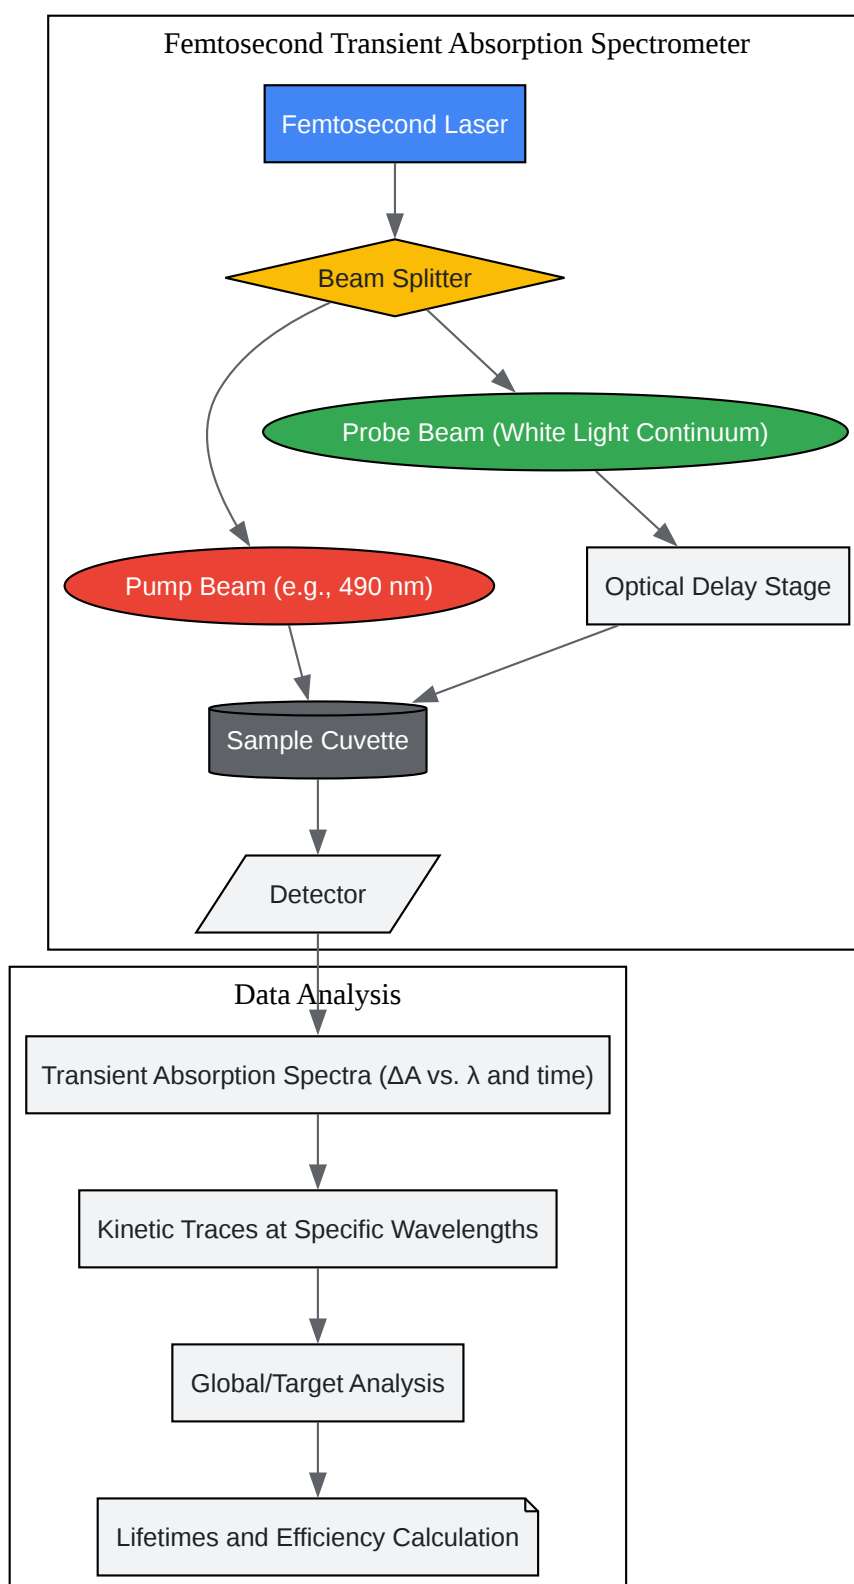 Femtosecond Transient Absorption Spectrometer
Femtosecond Laser
Beam Splitter
Probe Beam (White Light Continuum)
Pump Beam (e.g., 490 nm)
Optical Delay Stage
Sample Cuvette
Detector
Data Analysis
Transient Absorption Spectra (ΔA vs. λ and time)
Kinetic Traces at Specific Wavelengths
Global/Target Analysis
Lifetimes and Efficiency Calculation